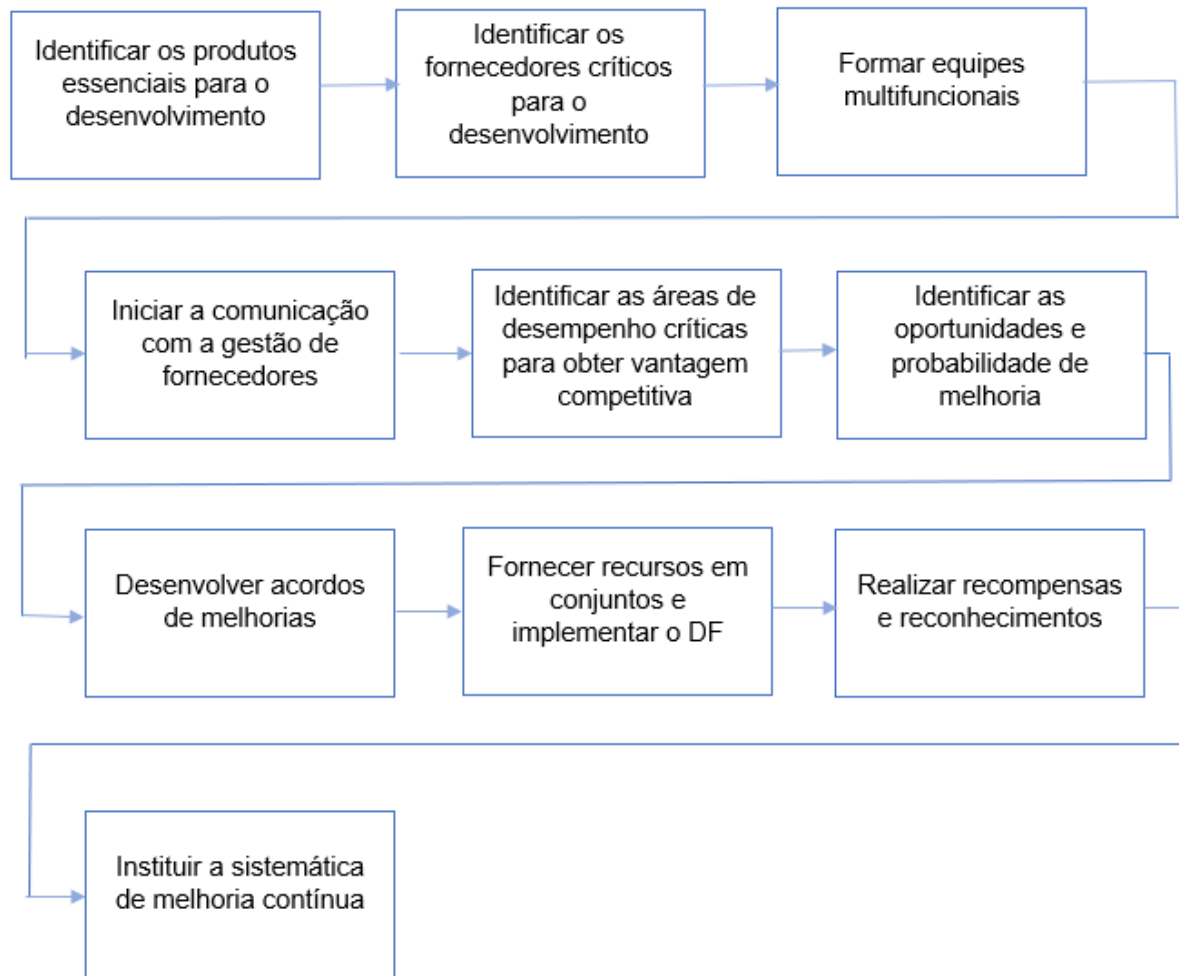 Identificar os produtos
essenciais para o
desenvolvimento
Identificar os
fornecedores críticos
para o
desenvolvimento
Formar equipes
multifuncionais
Iniciar a comunicação
com a gestão de
fornecedores
Identificar as áreas de
desempenho críticas
para obter vantagem
competitiva
Identificar as
oportunidades e
probabilidade de
melhoria
Desenvolver acordos
de melhorias
Fornecer recursos em
conjuntos e
implementar o DF
Realizar recompensas
e reconhecimentos
Instituir a sistemática
de melhoria contínua